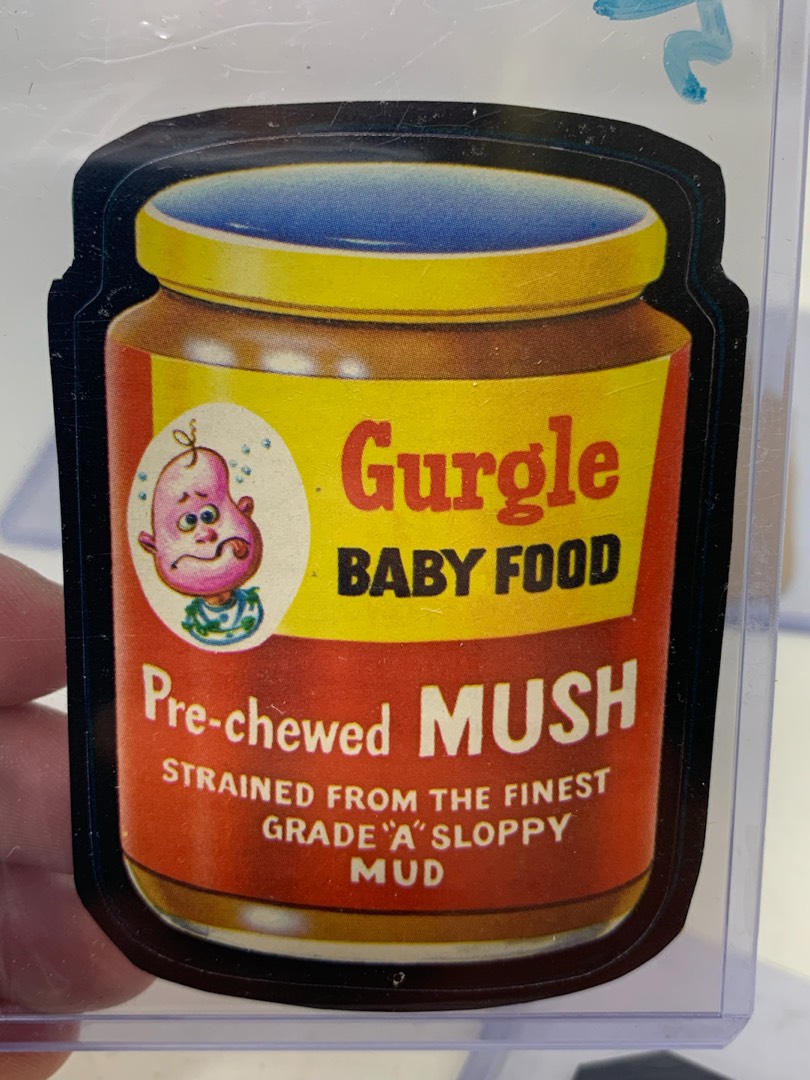 Gurgle
BABY FOOD
Pre-chewed MUSH
STRAINED FROM THE FINEST
GRADE "A" SLOPPY
MUD